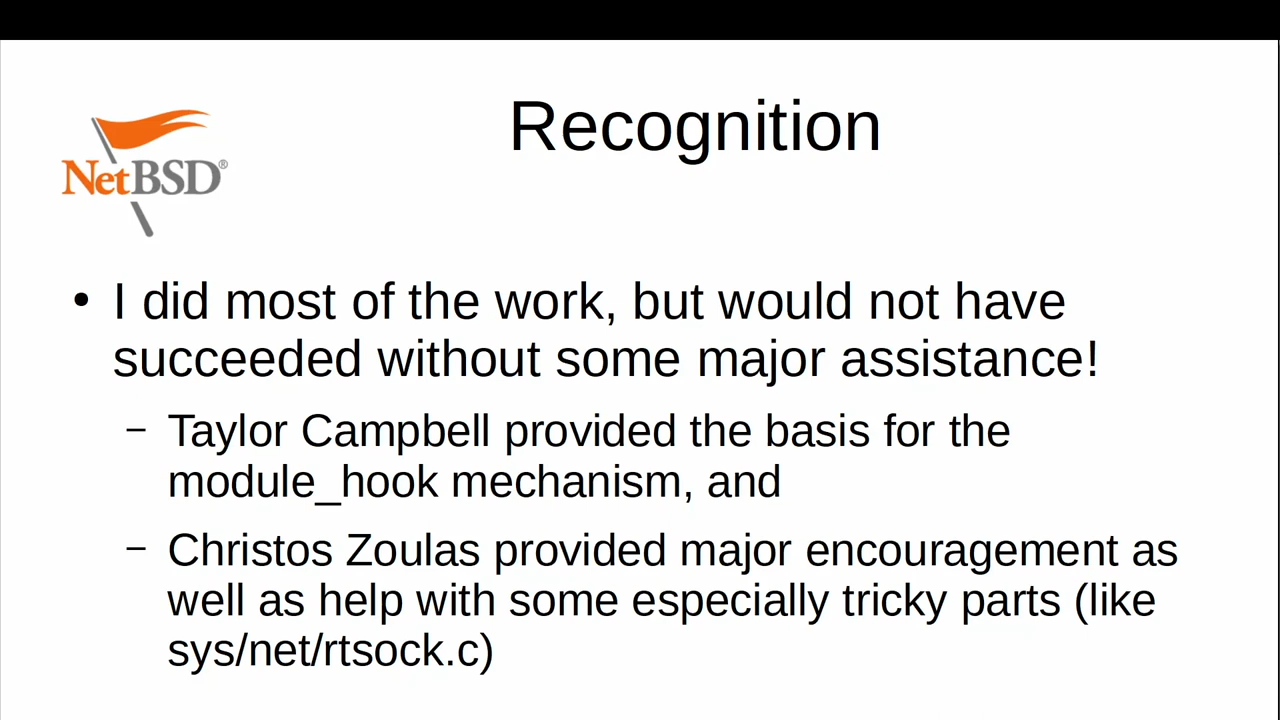 Recognition
NetBSD®
• I did most of the work, but would not have
succeeded without some major assistance!
– Taylor Campbell provided the basis for the
module_hook mechanism, and
– Christos Zoulas provided major encouragement as
well as help with some especially tricky parts (like
sys/net/rtsock.c)